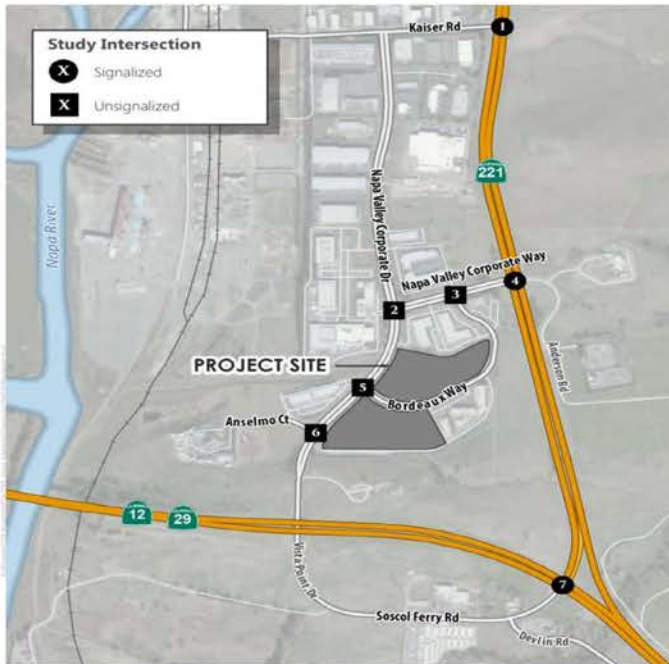 Study Intersection
X Signalized
X Unsignalized
Kaiser Rd
1
Napa River
221
Napa Valley Corporate Dr
Napa Valley Corporate Way
2
3
4
PROJECT SITE
Anderson Rd
5
Bordeaux Way
Anselmo Ct
6
12
29
Vista Point Dr
7
Soscol Ferry Rd
Devlin Rd